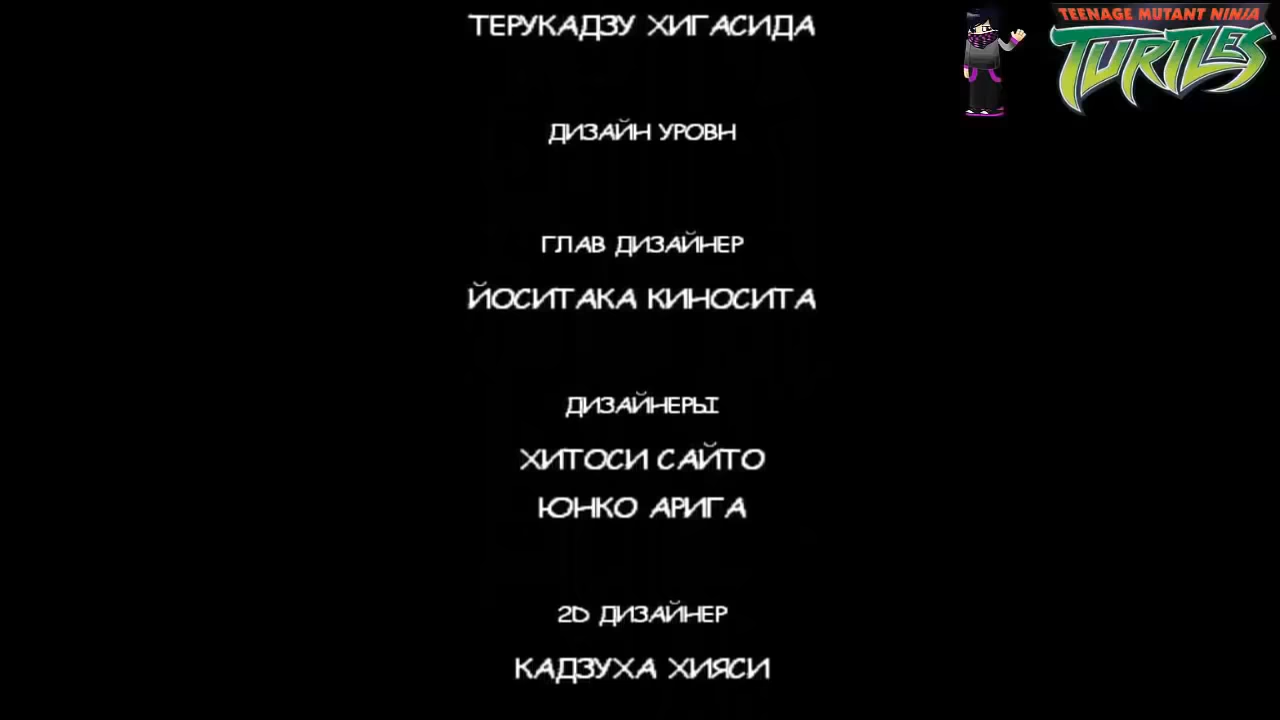 ТЕРУКАДЗУ ХИГАСИДА
TEENAGE MUTANT NINJA
TURTLES
ДИЗАЙН УРОВН
ГЛАВ ДИЗАЙНЕР
ЙОСИТАКА КИНОСИТА
ДИЗАЙНЕРЫ
ХИТОСИ САЙТО
ЮНКО АРИГА
2D ДИЗАЙНЕР
КАДЗУХА ХИЯСИ